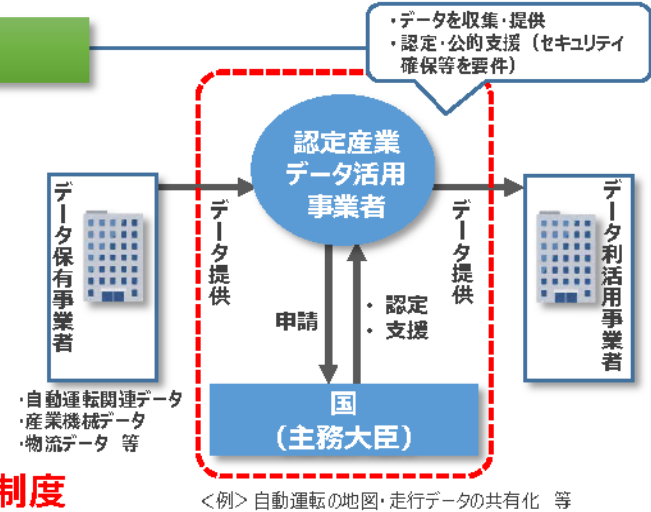 ・データを収集・提供
・認定・公的支援（セキュリティ
確保等を要件）
認定産業
データ活用
事業者
データ保有事業者
データ提供
データ提供
データ利活用事業者
申請
・ 認定
・ 支援
・自動運転関連データ
・産業機械データ
・物流データ 等
国
（主務大臣）
制度
＜例＞自動運転の地図・走行データの共有化 等